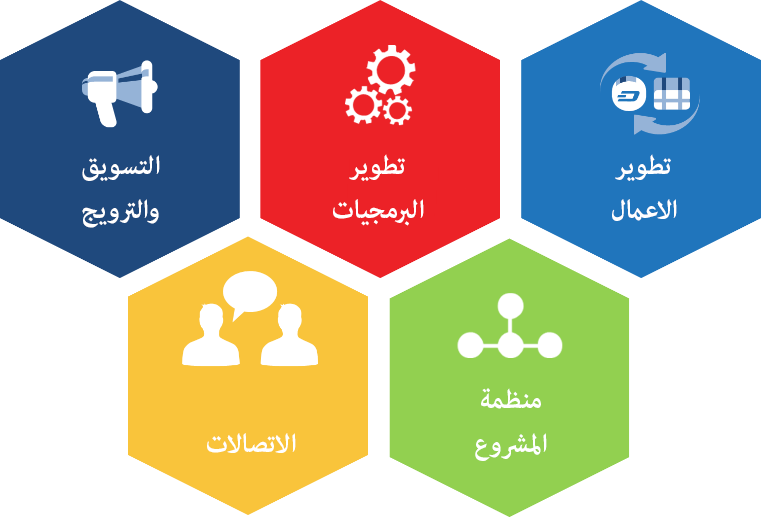 تطوير
الاعمال
تطوير
البرمجيات
التسويق
والترويج
منظمة
المشروع
الاتصالات